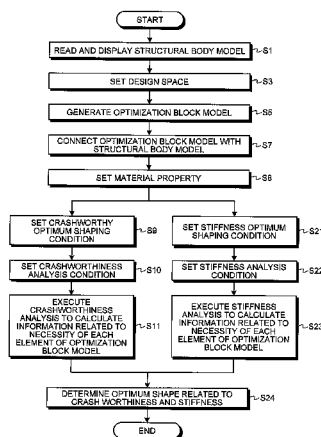 START
READ AND DISPLAY STRUCTURAL BODY MODEL
S1
SET DESIGN SPACE
S3
GENERATE OPTIMIZATION BLOCK MODEL
S5
CONNECT OPTIMIZATION BLOCK MODEL WITH
STRUCTURAL BODY MODEL
S7
SET MATERIAL PROPERTY
S8
SET CRASHWORTHY
OPTIMUM SHAPING
CONDITION
S9
SET CRASHWORTHINESS
ANALYSIS CONDITION
S10
EXECUTE
CRASHWORTHINESS
ANALYSIS TO CALCULATE
INFORMATION RELATED TO
NECESSITY OF EACH
ELEMENT OF OPTIMIZATION
BLOCK MODEL
S11
SET STIFFNESS OPTIMUM
SHAPING CONDITION
S21
SET STIFFNESS ANALYSIS
CONDITION
S22
EXECUTE STIFFNESS
ANALYSIS TO CALCULATE
INFORMATION RELATED TO
NECESSITY OF EACH
ELEMENT OF OPTIMIZATION
BLOCK MODEL
S23
DETERMINE OPTIMUM SHAPE RELATED TO
CRASH WORTHINESS AND STIFFNESS
S24
END